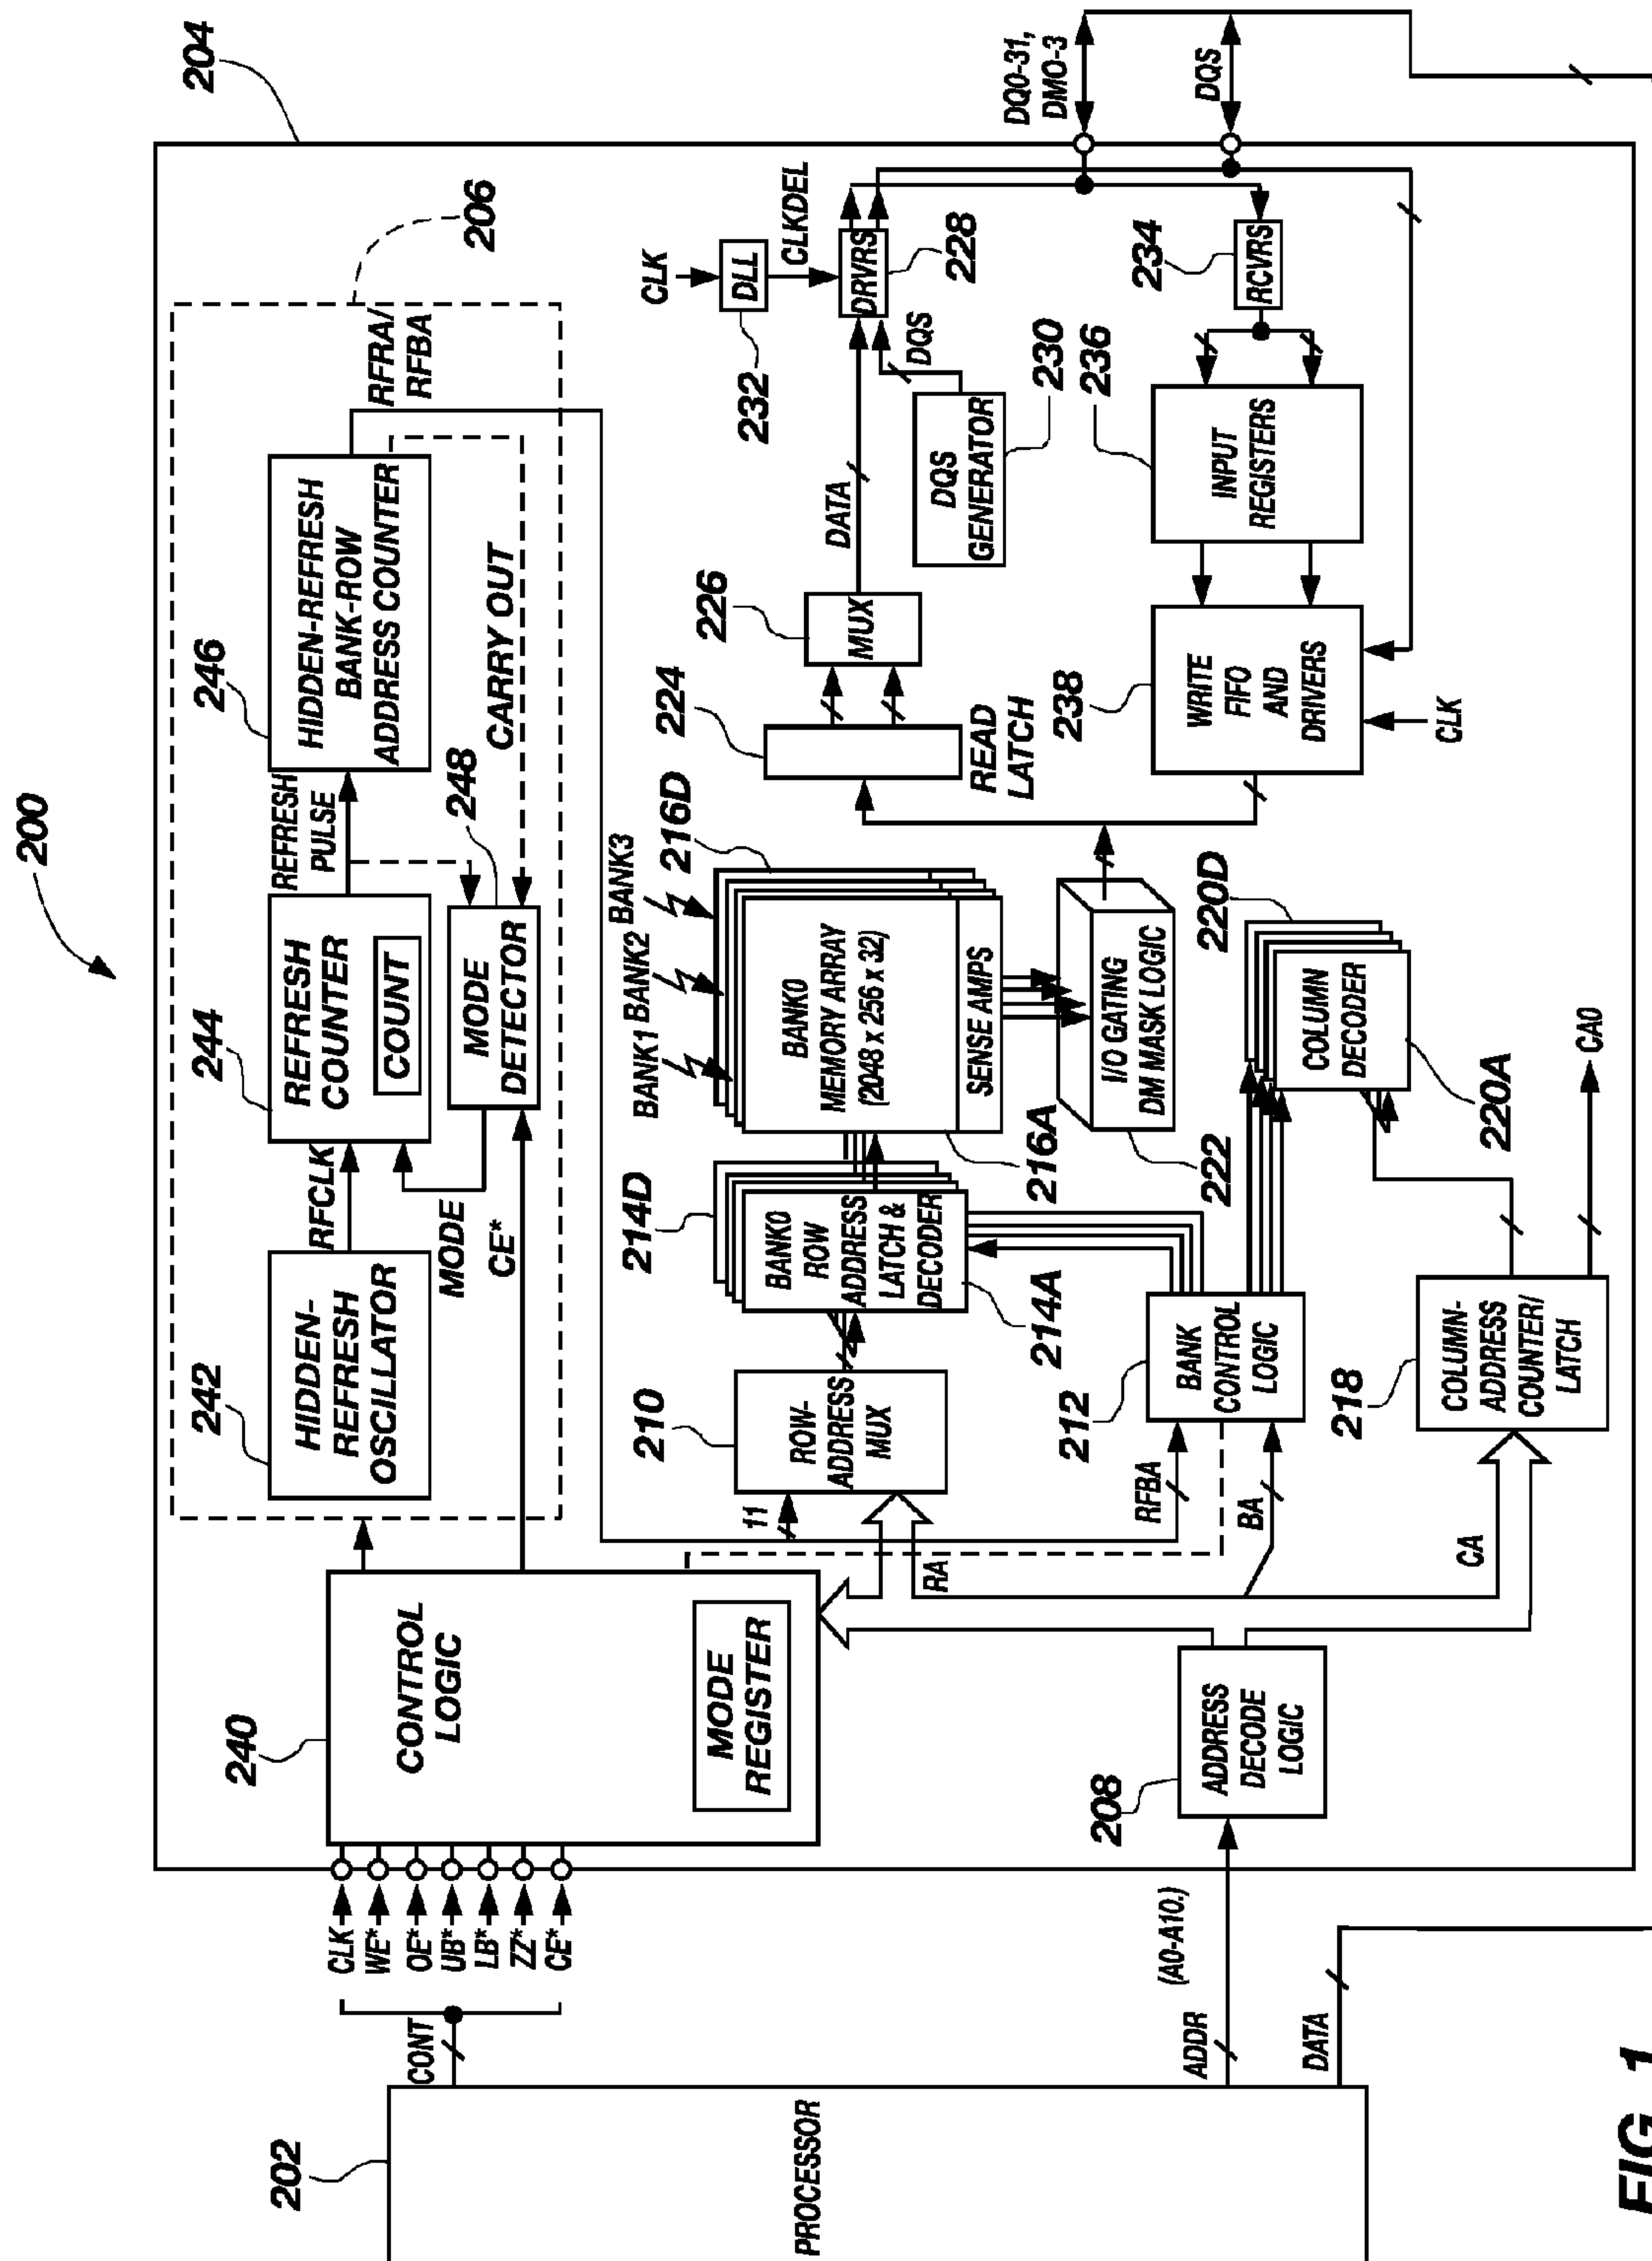 200
204
206
202
PROCESSOR
CONT
CLK
WE*
OE*
UB*
LB*
ZZ*
CE*
ADDR
(A0-A10.)
DATA
240
CONTROL
LOGIC
MODE
REGISTER
242
HIDDEN-
REFRESH
OSCILLATOR
RFCLK
MODE
CE*
244
REFRESH
COUNTER
COUNT
MODE
DETECTOR
248
REFRESH
PULSE
246
HIDDEN-REFRESH
BANK-ROW
ADDRESS COUNTER
CARRY OUT
RFRA/
RFBA
208
ADDRESS
DECODE
LOGIC
11
RA
RFBA
BA
CA
210
ROW-
ADDRESS
MUX
212
BANK
CONTROL
LOGIC
218
COLUMN-
ADDRESS
COUNTER/
LATCH
CA0
214D
BANK0
ROW
ADDRESS
LATCH &
DECODER
214A
BANK1
BANK2
BANK3
216D
BANK0
MEMORY ARRAY
(2048 x 256 x 32)
SENSE AMPS
216A
I/O GATING
DM MASK LOGIC
222
220D
COLUMN
DECODER
220A
224
READ
LATCH
226
MUX
DATA
CLK
DLL
232
CLKDEL
DRVRS
228
DQS
DQS
GENERATOR
230
234
RCVRS
236
INPUT
REGISTERS
238
WRITE
FIFO
AND
DRIVERS
CLK
DQ0-31,
DM0-3
DQS
FIG. 1